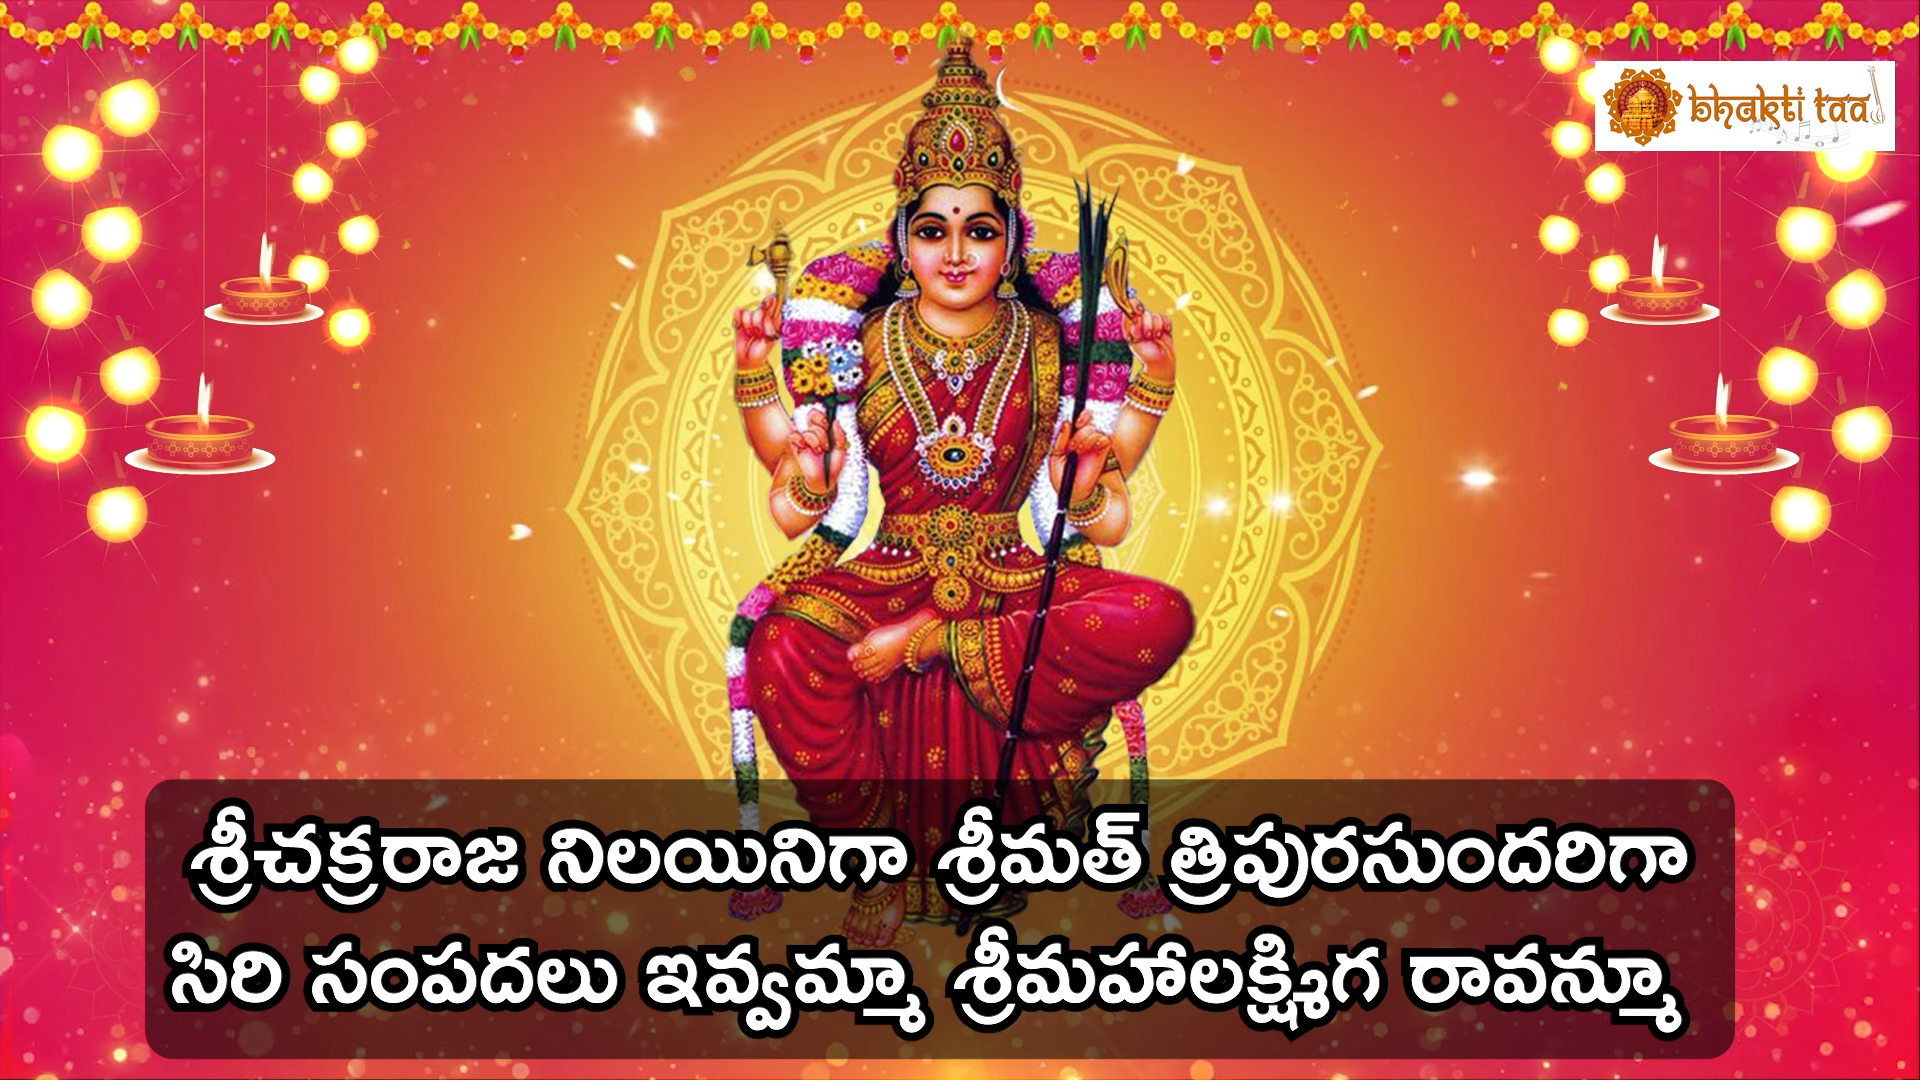 bhakti taal
శ్రీచక్రరాజ నిలయినిగా శ్రీమత్ త్రిపురసుందరిగా
సిరి సంపదలు ఇవ్వమ్మా శ్రీమహాలక్ష్మిగ రావమ్మా